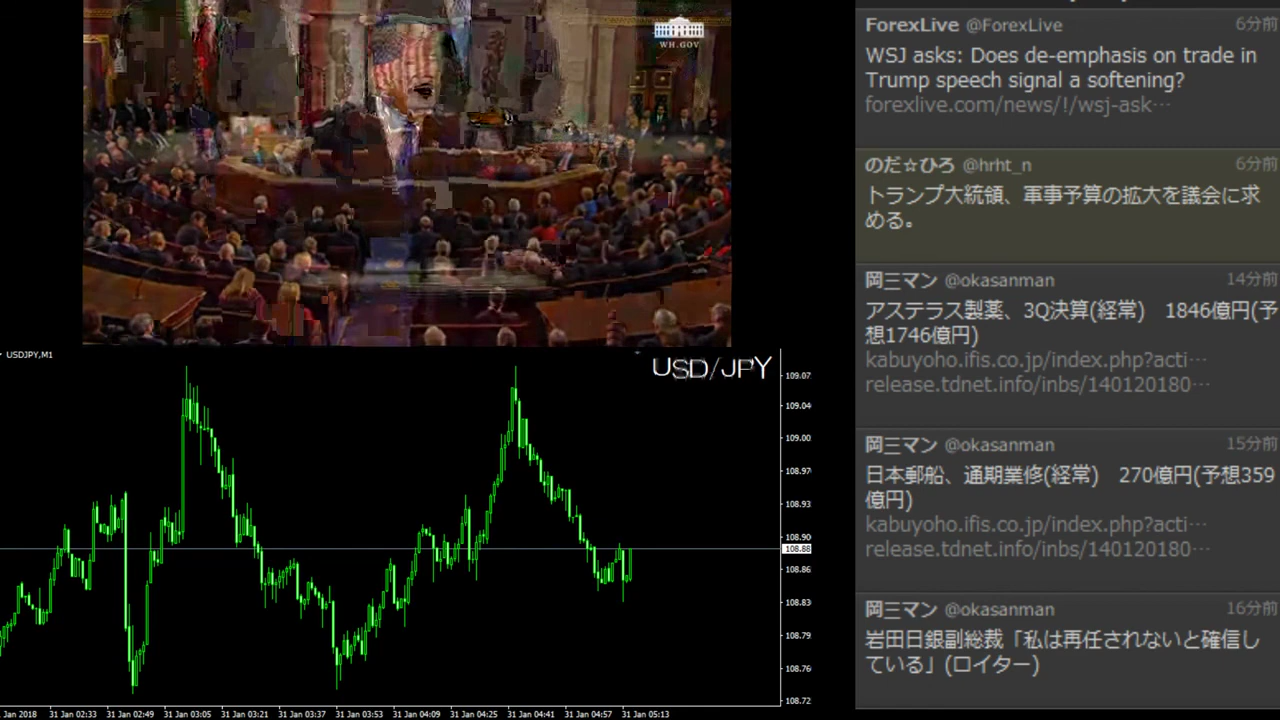 WH.GOV
USDJPY,M1
USD/JPY
109.07
109.04
109.00
108.97
108.93
108.90
108.88
108.86
108.83
108.79
108.76
108.72
Jan 2018
31 Jan 02:33
31 Jan 02:49
31 Jan 03:05
31 Jan 03:21
31 Jan 03:37
31 Jan 03:53
31 Jan 04:09
31 Jan 04:25
31 Jan 04:41
31 Jan 04:57
31 Jan 05:13
ForexLive @ForexLive 6分前
WSJ asks: Does de-emphasis on trade in
Trump speech signal a softening?
forexlive.com/news/!/wsj-ask…
のだ☆ひろ @hrht_n 6分前
トランプ大統領、軍事予算の拡大を議会に求
める。
岡三マン @okasanman 14分前
アステラス製薬、3Q決算(経常) 1846億円(予
想1746億円)
kabuyoho.ifis.co.jp/index.php?acti…
release.tdnet.info/inbs/140120180…
岡三マン @okasanman 15分前
日本郵船、通期業修(経常) 270億円(予想359
億円)
kabuyoho.ifis.co.jp/index.php?acti…
release.tdnet.info/inbs/140120180…
岡三マン @okasanman 16分前
岩田日銀副総裁「私は再任されないと確信し
ている」(ロイター)